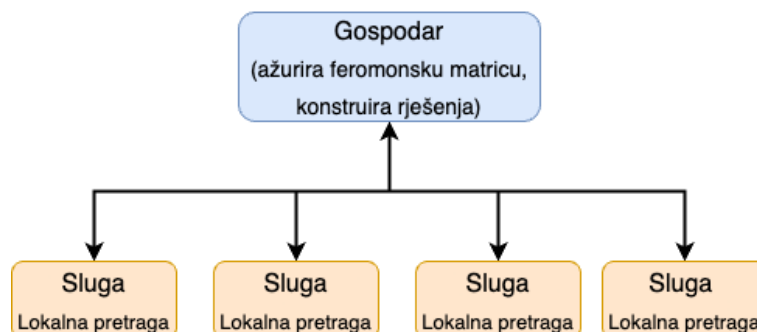 Gospodar
(ažurira feromonsku matricu,
konstruira rješenja)
Sluga
Lokalna pretraga
Sluga
Lokalna pretraga
Sluga
Lokalna pretraga
Sluga
Lokalna pretraga